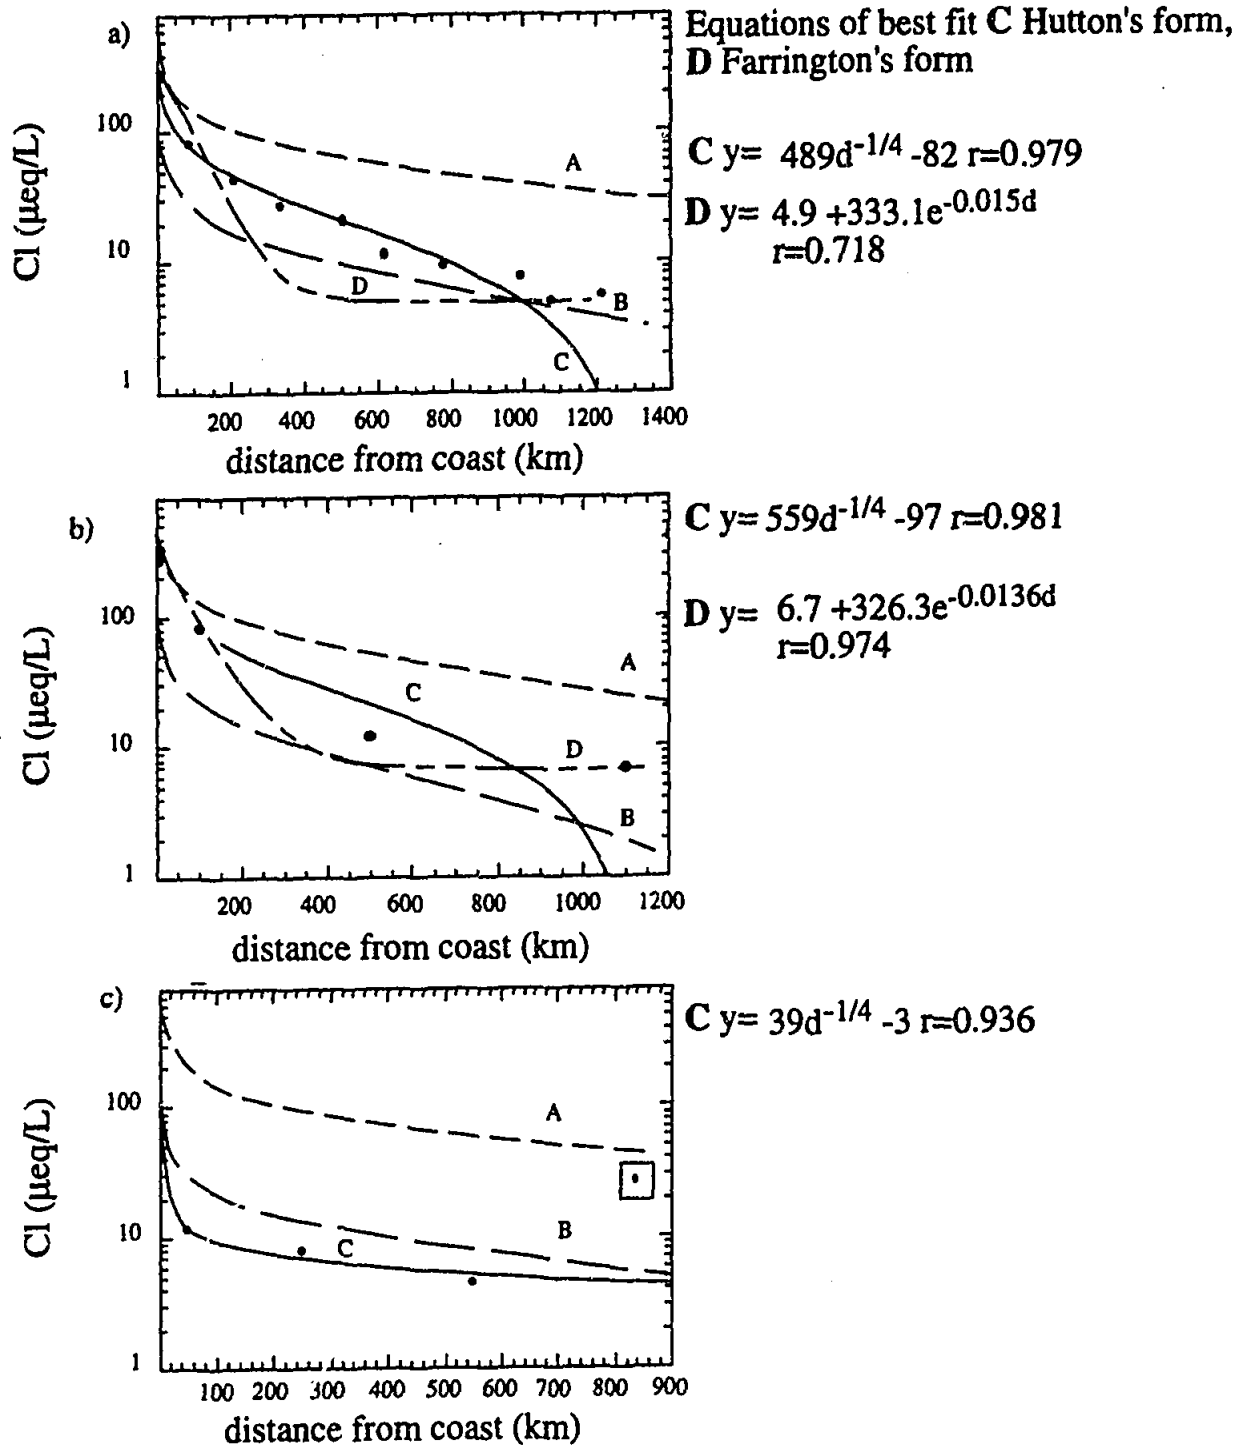 Equations of best fit C Hutton's form,
D Farrington's form
a)
Cl (μeq/L)
100
10
1
A
B
C
D
200 400 600 800 1000 1200 1400
distance from coast (km)
C y= 489d^-1/4 -82 r=0.979
D y= 4.9 +333.1e^-0.015d
r=0.718
b)
Cl (μeq/L)
100
10
1
A
C
D
B
200 400 600 800 1000 1200
distance from coast (km)
C y= 559d^-1/4 -97 r=0.981
D y= 6.7 +326.3e^-0.0136d
r=0.974
c)
Cl (μeq/L)
100
10
1
A
B
C
100 200 300 400 500 600 700 800 900
distance from coast (km)
C y= 39d^-1/4 -3 r=0.936